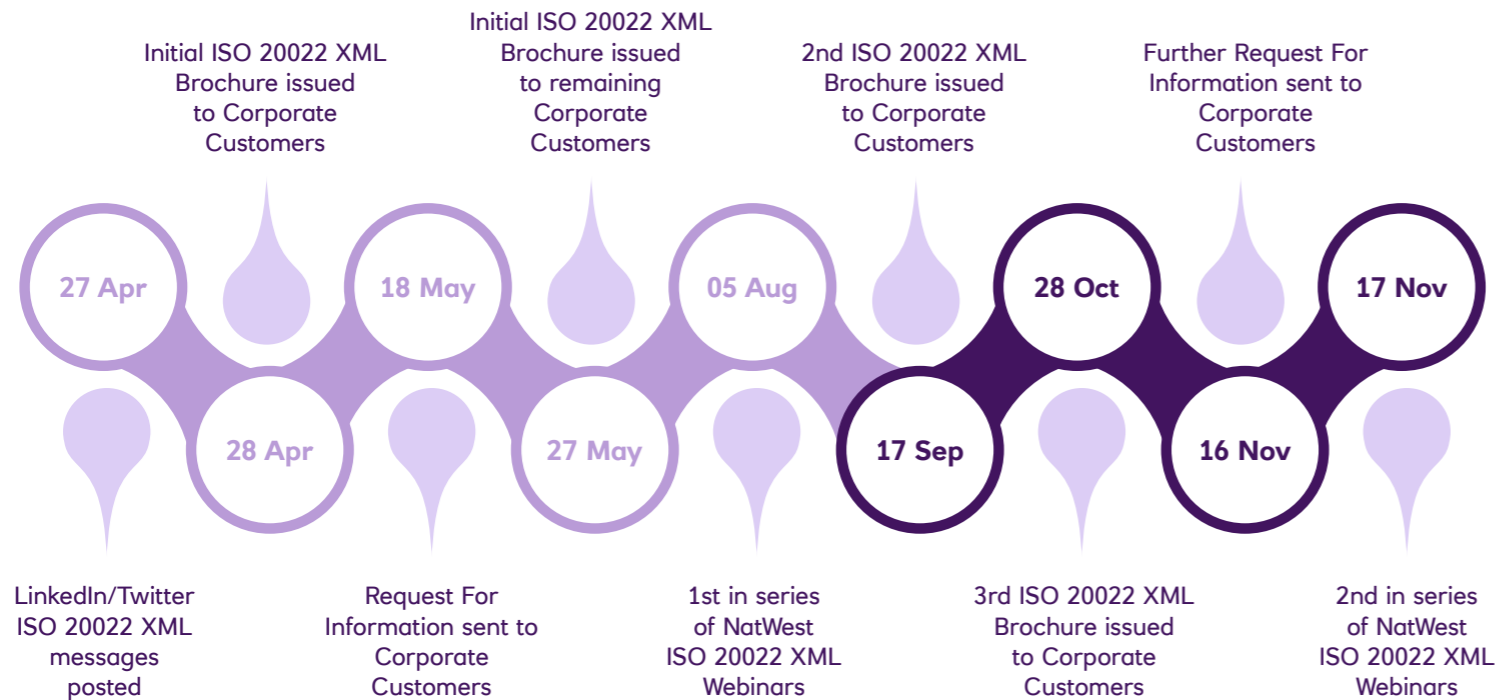 Initial ISO 20022 XML
Brochure issued
to Corporate
Customers
Initial ISO 20022 XML
Brochure issued
to remaining
Corporate
Customers
2nd ISO 20022 XML
Brochure issued
to Corporate
Customers
Further Request For
Information sent to
Corporate
Customers
27 Apr
18 May
05 Aug
28 Oct
17 Nov
28 Apr
27 May
17 Sep
16 Nov
LinkedIn/Twitter
ISO 20022 XML
messages
posted
Request For
Information sent to
Corporate
Customers
1st in series
of NatWest
ISO 20022 XML
Webinars
3rd ISO 20022 XML
Brochure issued
to Corporate
Customers
2nd in series
of NatWest
ISO 20022 XML
Webinars